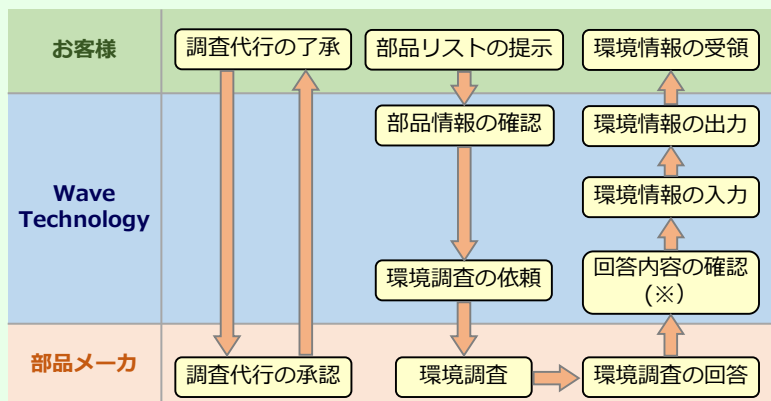 お客様
調査代行の了承
部品リストの提示
環境情報の受領
部品情報の確認
環境情報の出力
Wave
Technology
環境情報の入力
環境調査の依頼
回答内容の確認
(※)
部品メーカ
調査代行の承認
環境調査
環境調査の回答